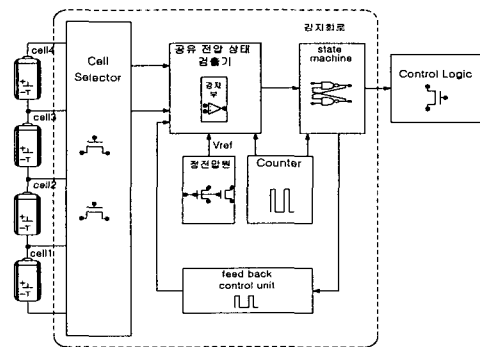 cell4
cell3
cell2
cell1
Cell
Selector
공유 전압 상태
검출기
Vref
정전압원
Counter
감지회로
state
machine
Control Logic
feed back
control unit